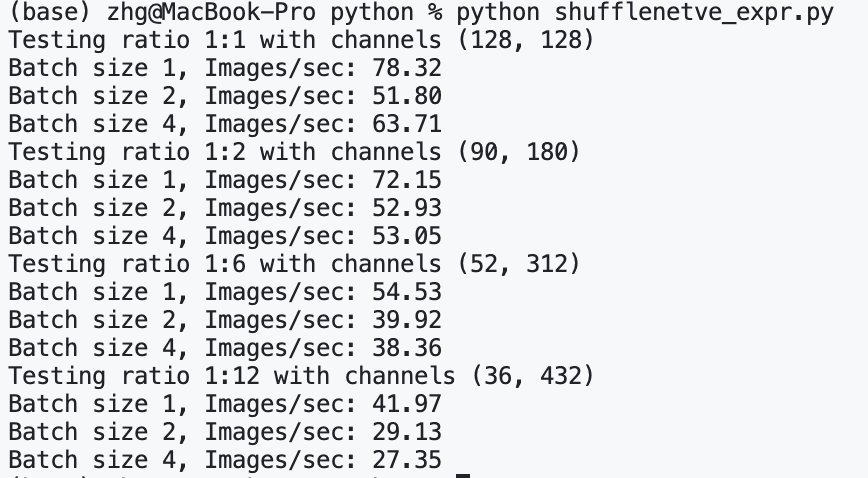 (base) zhg@MacBook-Pro python % python shufflenetve_expr.py
Testing ratio 1:1 with channels (128, 128)
Batch size 1, Images/sec: 78.32
Batch size 2, Images/sec: 51.80
Batch size 4, Images/sec: 63.71
Testing ratio 1:2 with channels (90, 180)
Batch size 1, Images/sec: 72.15
Batch size 2, Images/sec: 52.93
Batch size 4, Images/sec: 53.05
Testing ratio 1:6 with channels (52, 312)
Batch size 1, Images/sec: 54.53
Batch size 2, Images/sec: 39.92
Batch size 4, Images/sec: 38.36
Testing ratio 1:12 with channels (36, 432)
Batch size 1, Images/sec: 41.97
Batch size 2, Images/sec: 29.13
Batch size 4, Images/sec: 27.35